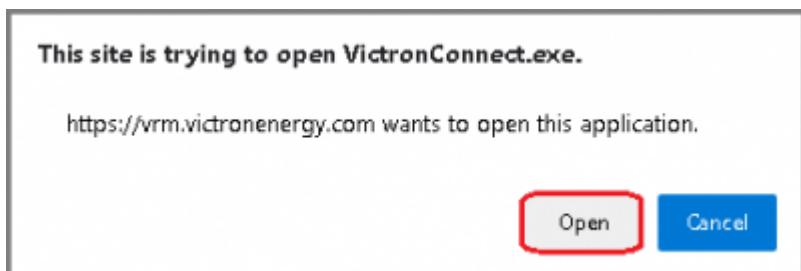 This site is trying to open VictronConnect.exe.
https://vrm.victronenergy.com wants to open this application.
Open Cancel